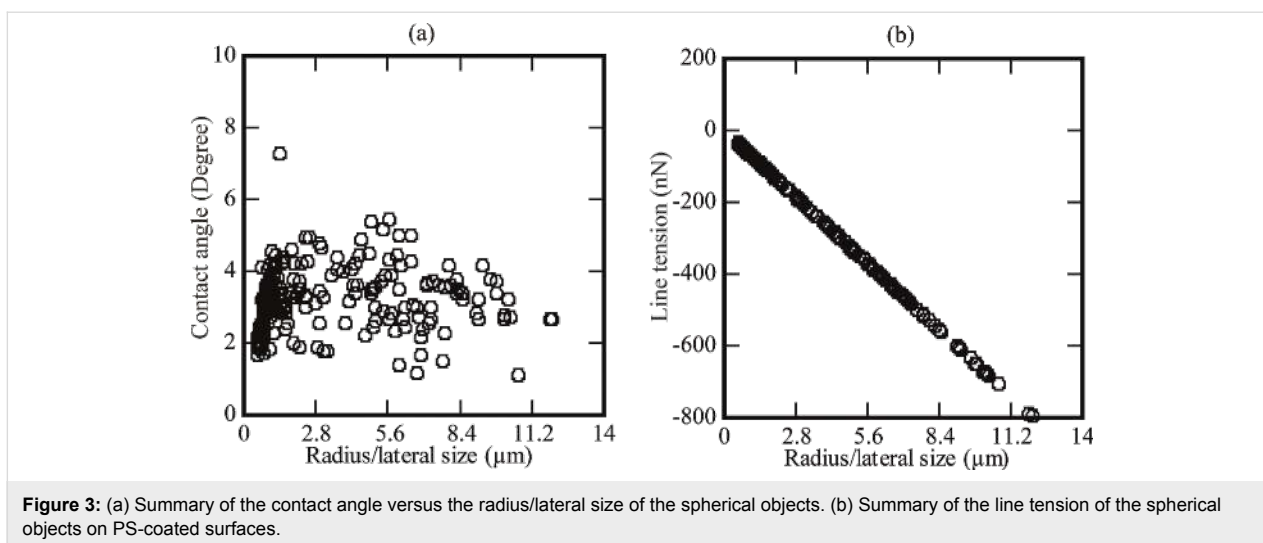 (a)
10
8
6
4
2
0
Contact angle (Degree)
0 2.8 5.6 8.4 11.2 14
Radius/lateral size (µm)
(b)
200
0
-200
-400
-600
-800
Line tension (nN)
0 2.8 5.6 8.4 11.2 14
Radius/lateral size (µm)
Figure 3: (a) Summary of the contact angle versus the radius/lateral size of the spherical objects. (b) Summary of the line tension of the spherical
objects on PS-coated surfaces.